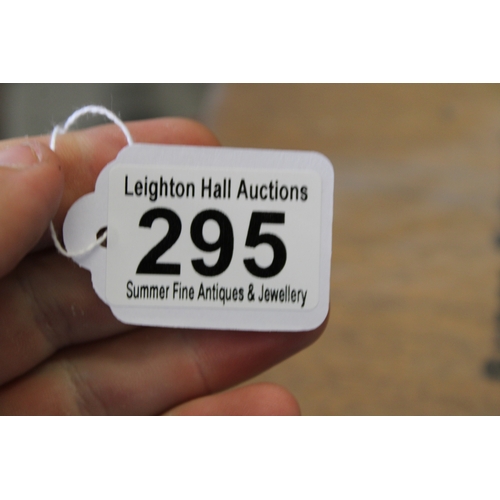 Leighton Hall Auctions
295
Summer Fine Antiques & Jewellery